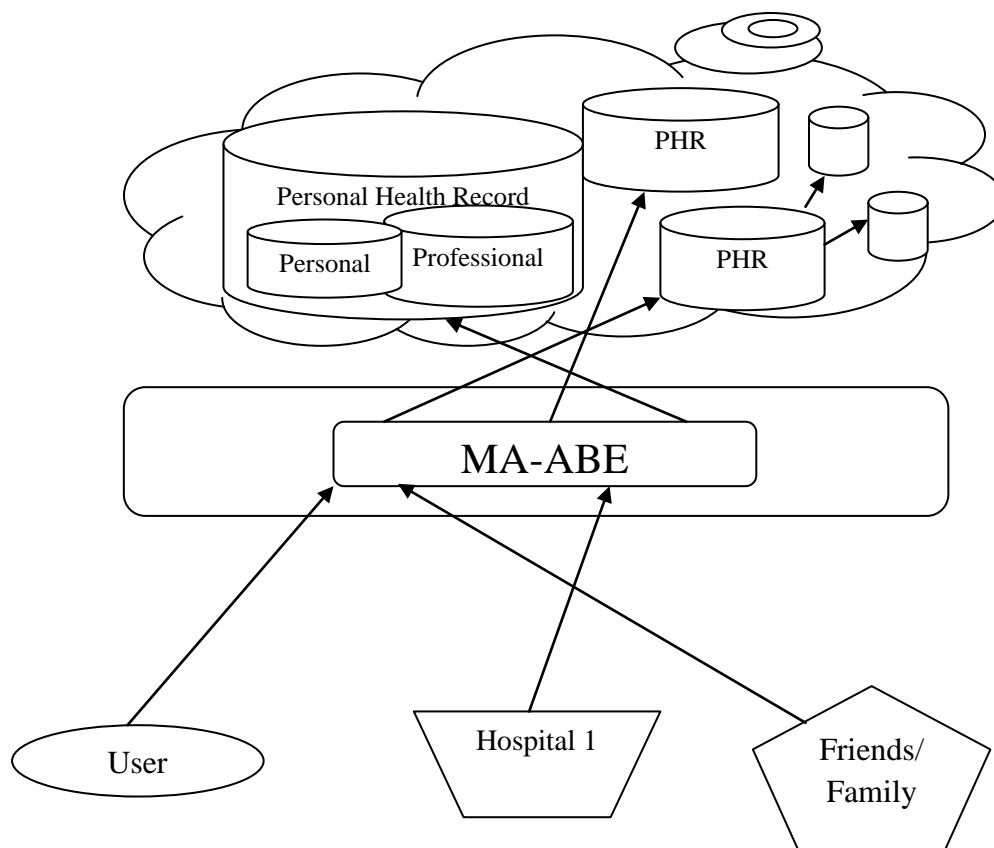 PHR
Personal Health Record
Personal
Professional
PHR
MA-ABE
User
Hospital 1
Friends/
Family